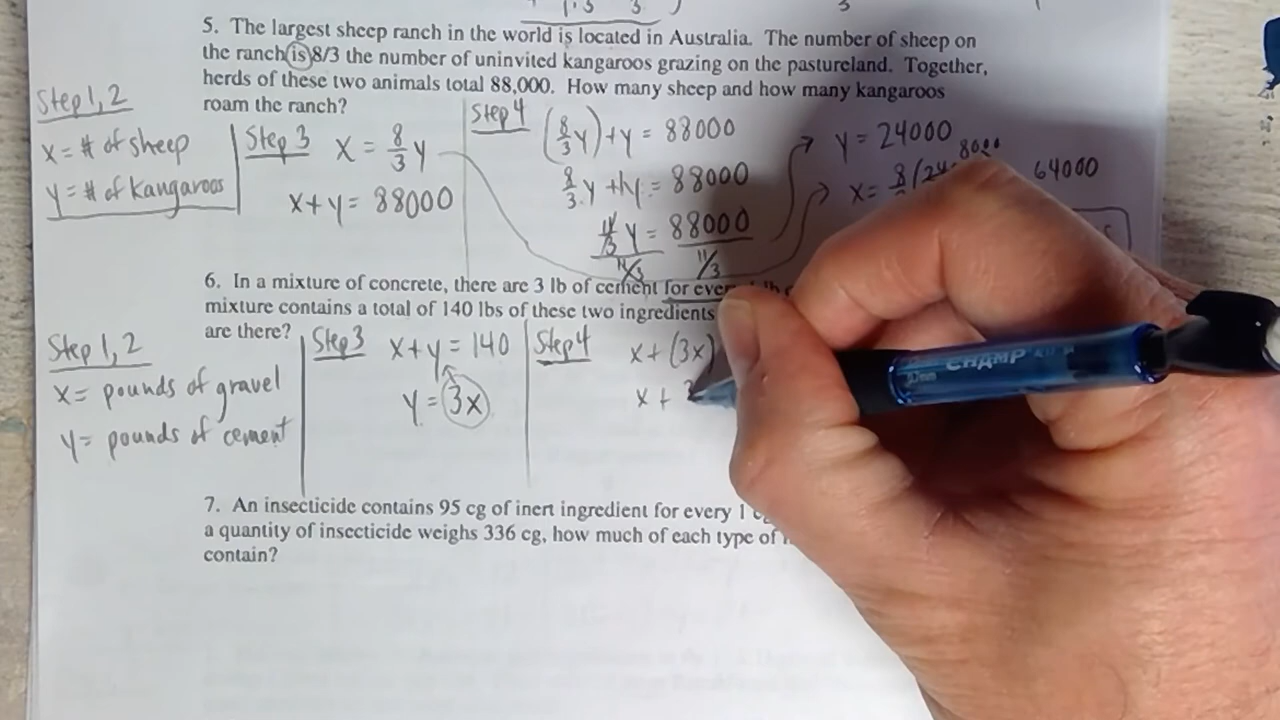 5. The largest sheep ranch in the world is located in Australia. The number of sheep on
the ranch is 8/3 the number of uninvited kangaroos grazing on the pastureland. Together,
herds of these two animals total 88,000. How many sheep and how many kangaroos
roam the ranch?
Step 1,2
x = # of sheep
y = # of kangaroos
Step 3 x = 8/3 y
x+y = 88000
Step 4 (8/3 y)+y = 88000
8/3 y + 1y = 88000
11/3 y = 88000
11/3 11/3
y = 24000
8000
x = 8 (24
64000
6. In a mixture of concrete, there are 3 lb of cement for every lb
mixture contains a total of 140 lbs of these two ingredients
are there?
Step 1,2
x = pounds of gravel
y = pounds of cement
Step 3 x+y = 140
y = 3x
Step 4 x + (3x)
x +
7. An insecticide contains 95 cg of inert ingredient for every 1
a quantity of insecticide weighs 336 cg, how much of each type of
contain?
CHAMP